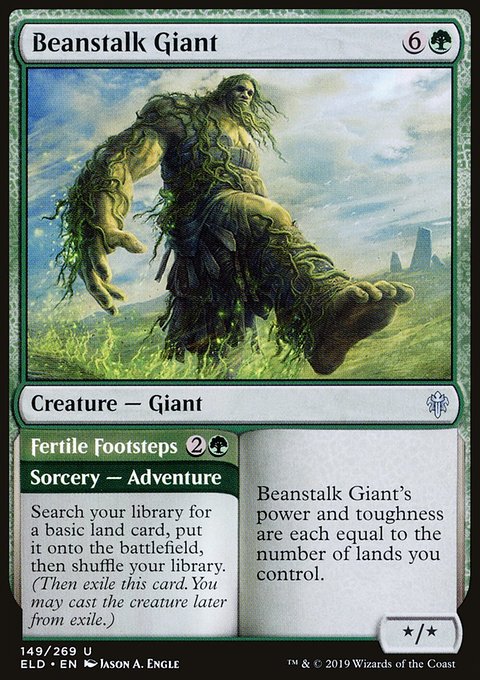 Beanstalk Giant 6
Creature — Giant
Fertile Footsteps 2
Sorcery — Adventure
Search your library for
a basic land card, put
it onto the battlefield,
then shuffle your library.
(Then exile this card. You
may cast the creature later
from exile.)
Beanstalk Giant's
power and toughness
are each equal to the
number of lands you
control.
*/*
149/269 U
ELD • EN Jason A. Engle
™ & © 2019 Wizards of the Coast